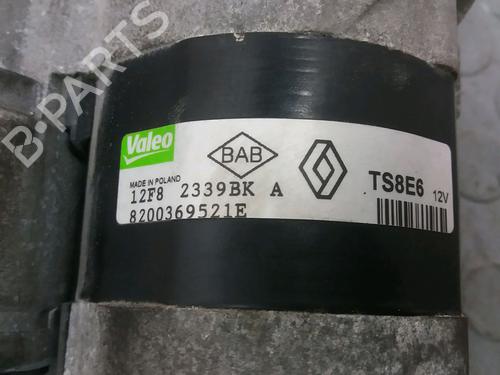 B-PARTS
Valeo
MADE IN POLAND
BAB
12F8 2339BK A
8200369521E
TS8E6
12V